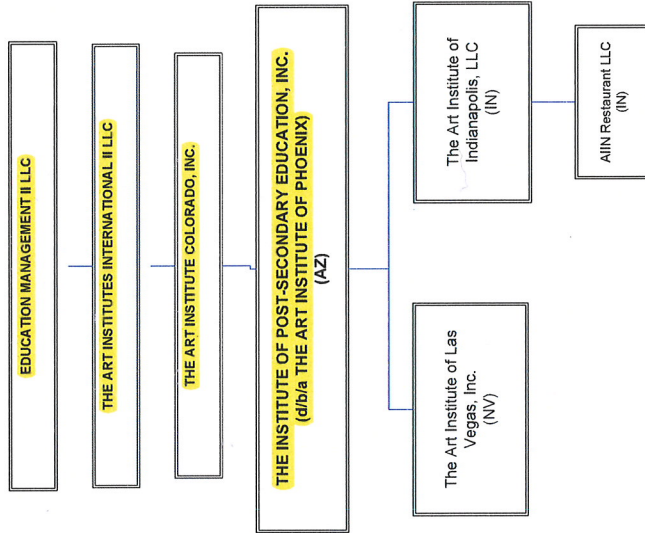 EDUCATION MANAGEMENT II LLC
THE ART INSTITUTES INTERNATIONAL II LLC
THE ART INSTITUTE COLORADO, INC.
THE INSTITUTE OF POST-SECONDARY EDUCATION, INC.
(d/b/a THE ART INSTITUTE OF PHOENIX)
(AZ)
The Art Institute of Las
Vegas, Inc.
(NV)
The Art Institute of
Indianapolis, LLC
(IN)
AIIN Restaurant LLC
(IN)